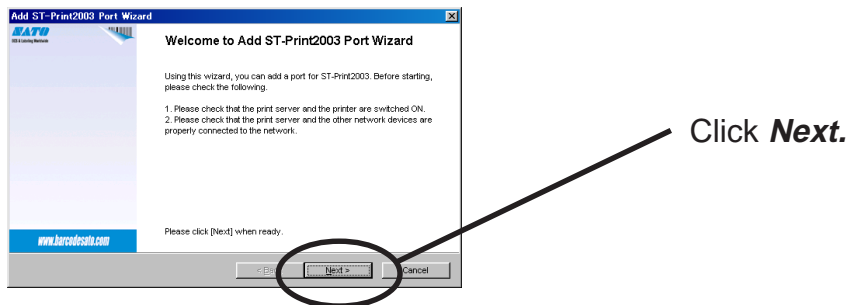 Add ST-Print2003 Port Wizard
SATO
Welcome to Add ST-Print2003 Port Wizard
Using this wizard, you can add a port for ST-Print2003. Before starting,
please check the following.
1. Please check that the print server and the printer are switched ON.
2. Please check that the print server and the other network devices are
properly connected to the network.
Please click [Next] when ready.
www.barcodesato.com
Next >
Cancel
Click Next.